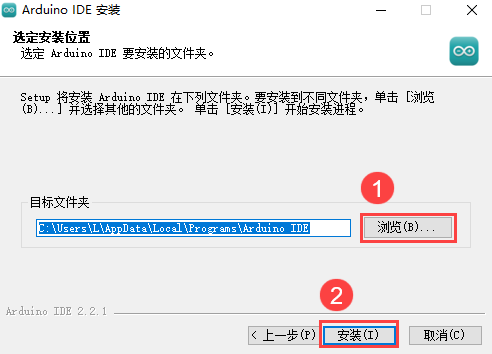 Arduino IDE 安装
选定安装位置
选定 Arduino IDE 要安装的文件夹。
Setup 将安装 Arduino IDE 在下列文件夹。要安装到不同文件夹，单击 [浏览
(B)...] 并选择其他的文件夹。 单击 [安装(I)] 开始安装进程。
1
目标文件夹
C:\Users\L\AppData\Local\Programs\Arduino IDE
浏览(B)...
2
Arduino IDE 2.2.1
< 上一步(P)
安装(I)
取消(C)